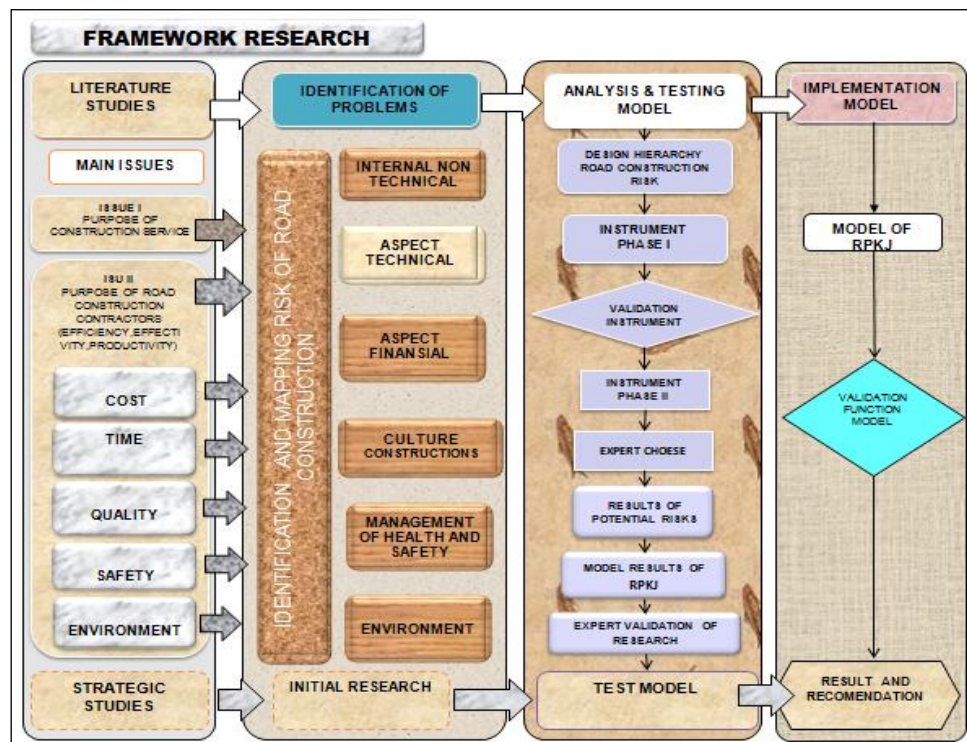 FRAMEWORK RESEARCH
LITERATURE
STUDIES
MAIN ISSUES
ISSUE I
PURPOSE OF
CONSTRUCTION SERVICE
ISU II
PURPOSE OF ROAD
CONSTRUCTION
CONTRACTORS
(EFFICIENCY,EFFECTI
VITY,PRODUCTIVITY)
COST
TIME
QUALITY
SAFETY
ENVIRONMENT
STRATEGIC
STUDIES
IDENTIFICATION OF
PROBLEMS
IDENTIFICATION AND MAPPING RISK OF ROAD
CONSTRUCTION
INTERNAL NON
TECHNICAL
ASPECT
TECHNICAL
ASPECT
FINANSIAL
CULTURE
CONSTRUCTIONS
MANAGEMENT
OF HEALTH AND
SAFETY
ENVIRONMENT
INITIAL RESEARCH
ANALYSIS & TESTING
MODEL
DESIGN HIERARCHY
ROAD CONSTRUCTION
RISK
INSTRUMENT
PHASE I
VALIDATION
INSTRUMENT
INSTRUMENT
PHASE II
EXPERT CHOESE
RESULTS OF
POTENTIAL RISKS
MODEL RESULTS OF
RPKJ
EXPERT VALIDATION OF
RESEARCH
TEST MODEL
IMPLEMENTATION
MODEL
MODEL OF
RPKJ
VALIDATION
FUNCTION
MODEL
RESULT AND
RECOMENDATION